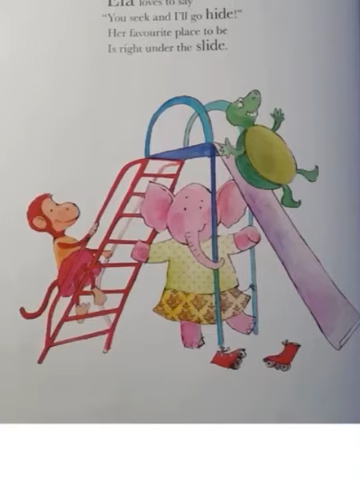 Ella loves to say
"You seek and I'll go hide!"
Her favourite place to be
Is right under the slide.